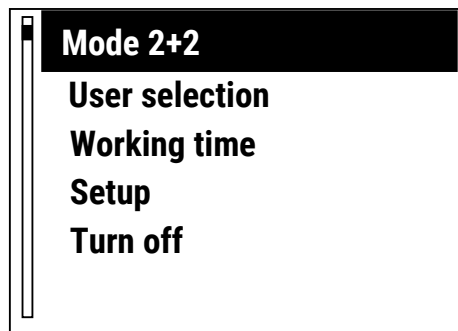 Mode 2+2
User selection
Working time
Setup
Turn off